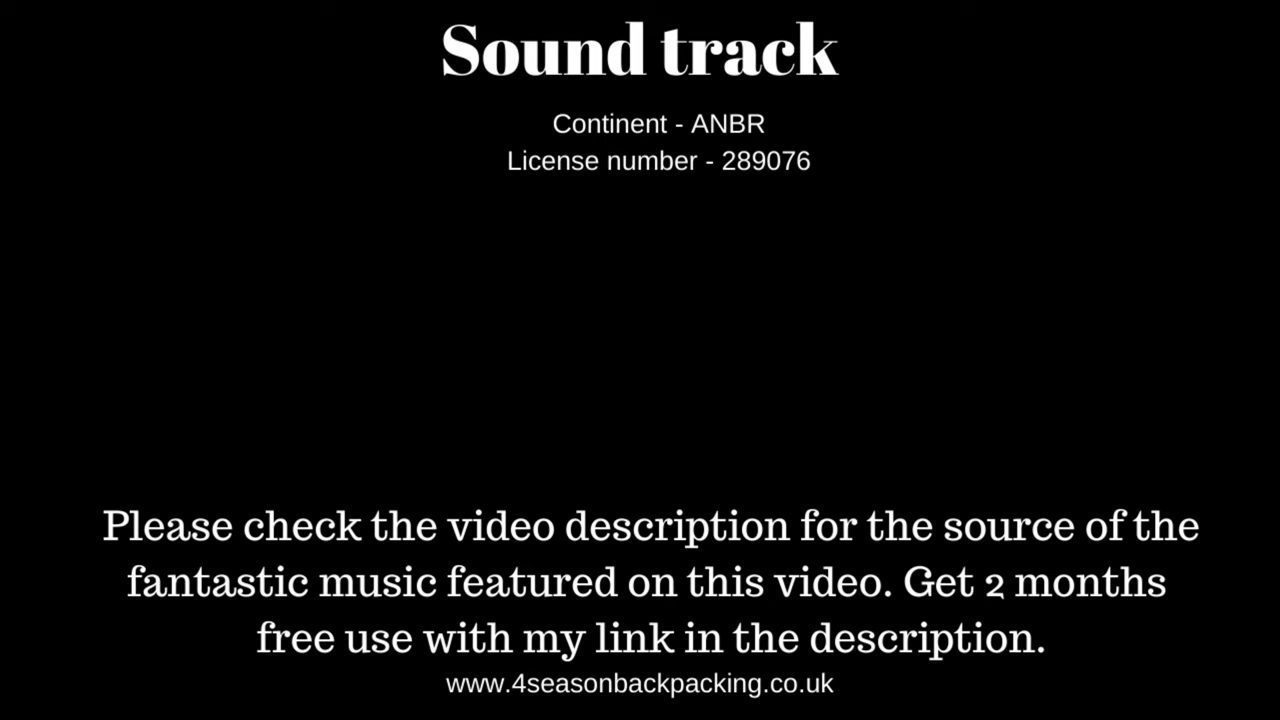 Sound track
Continent - ANBR
License number - 289076
Please check the video description for the source of the
fantastic music featured on this video. Get 2 months
free use with my link in the description.
www.4seasonbackpacking.co.uk